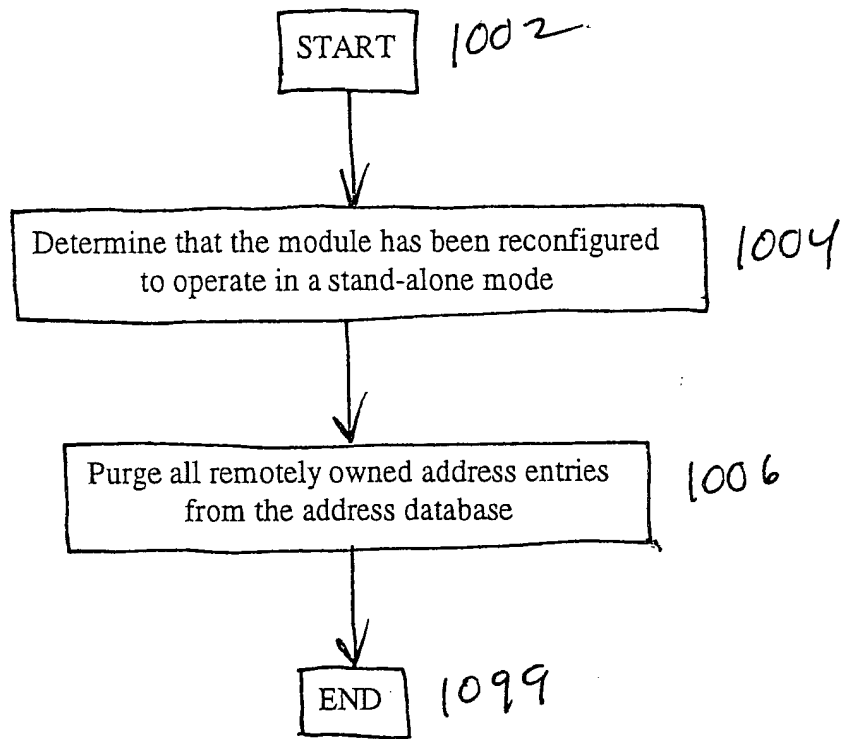 START 1002
Determine that the module has been reconfigured
to operate in a stand-alone mode
1004
Purge all remotely owned address entries
from the address database
1006
END 1099